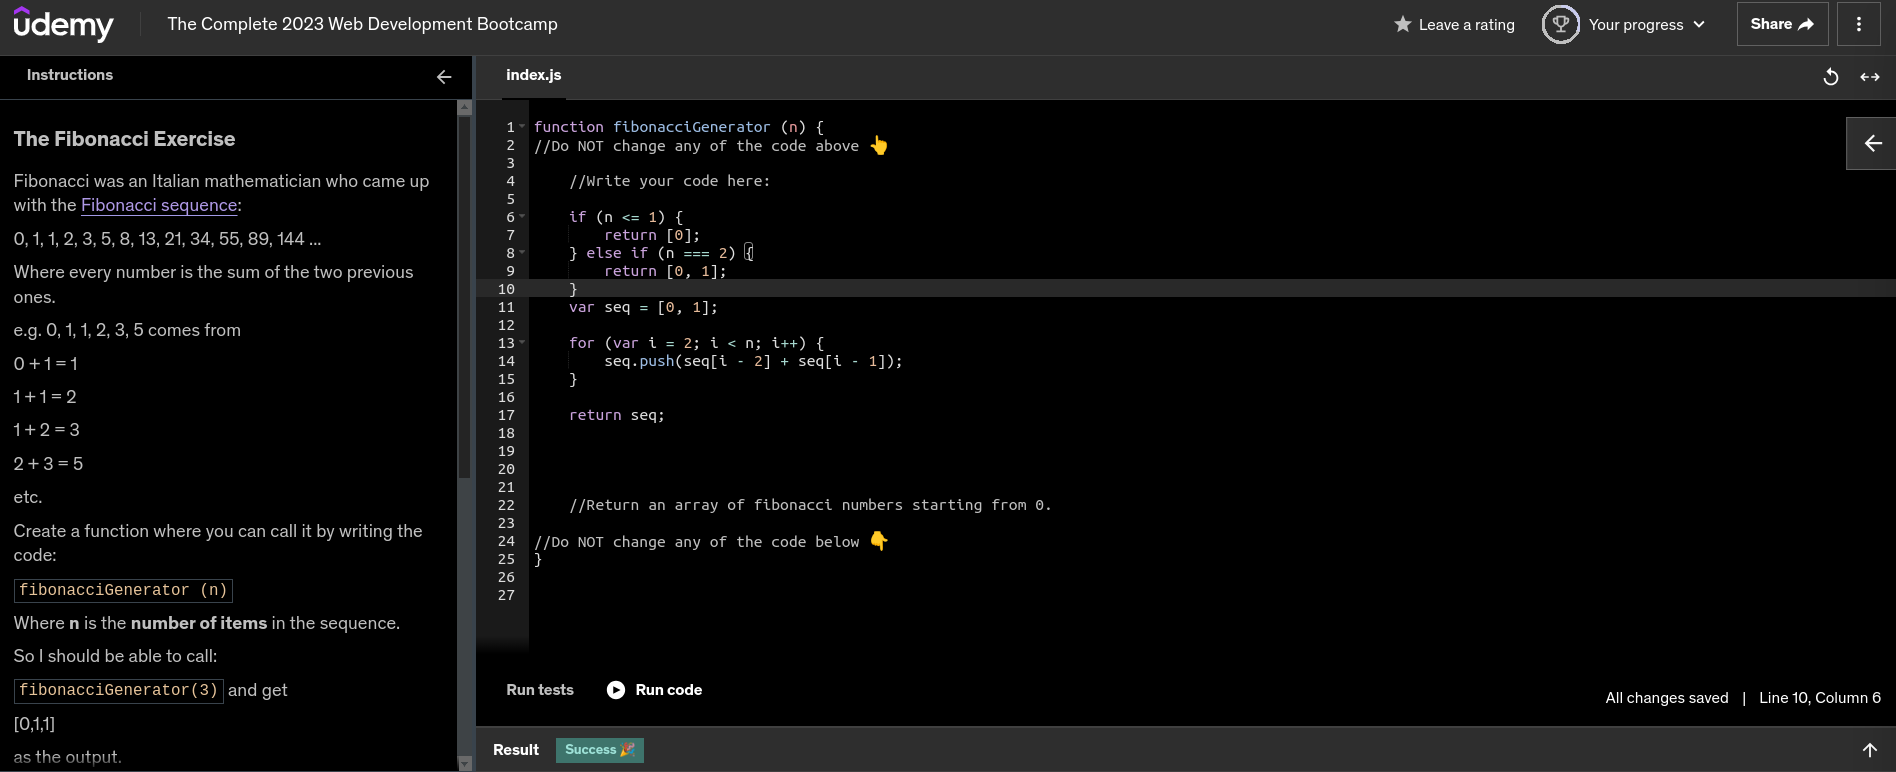 udemy
The Complete 2023 Web Development Bootcamp
Leave a rating
Your progress
Share
Instructions
The Fibonacci Exercise
Fibonacci was an Italian mathematician who came up
with the Fibonacci sequence:
0, 1, 1, 2, 3, 5, 8, 13, 21, 34, 55, 89, 144 ...
Where every number is the sum of the two previous
ones.
e.g. 0, 1, 1, 2, 3, 5 comes from
0 + 1 = 1
1 + 1 = 2
1 + 2 = 3
2 + 3 = 5
etc.
Create a function where you can call it by writing the
code:
fibonacciGenerator (n)
Where n is the number of items in the sequence.
So I should be able to call:
fibonacciGenerator(3) and get
[0,1,1]
as the output.
index.js
1 function fibonacciGenerator (n) {
2 //Do NOT change any of the code above 👆
3
4     //Write your code here:
5
6     if (n <= 1) {
7         return [0];
8     } else if (n === 2) {
9         return [0, 1];
10     }
11     var seq = [0, 1];
12
13     for (var i = 2; i < n; i++) {
14         seq.push(seq[i - 2] + seq[i - 1]);
15     }
16
17     return seq;
18
19
20
21
22     //Return an array of fibonacci numbers starting from 0.
23
24 //Do NOT change any of the code below 👇
25 }
26
27
Run tests
Run code
All changes saved | Line 10, Column 6
Result
Success 🎉